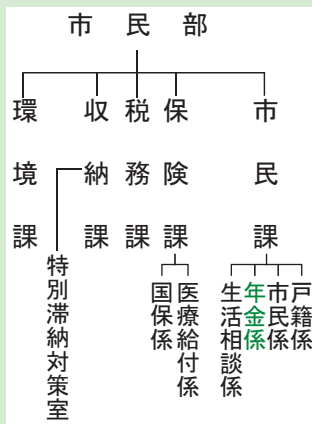 市民部
市民課
戸籍係
市民係
年金係
生活相談係
保険課
医療給付係
国保係
税務課
収納課
特別滞納対策室
環境課